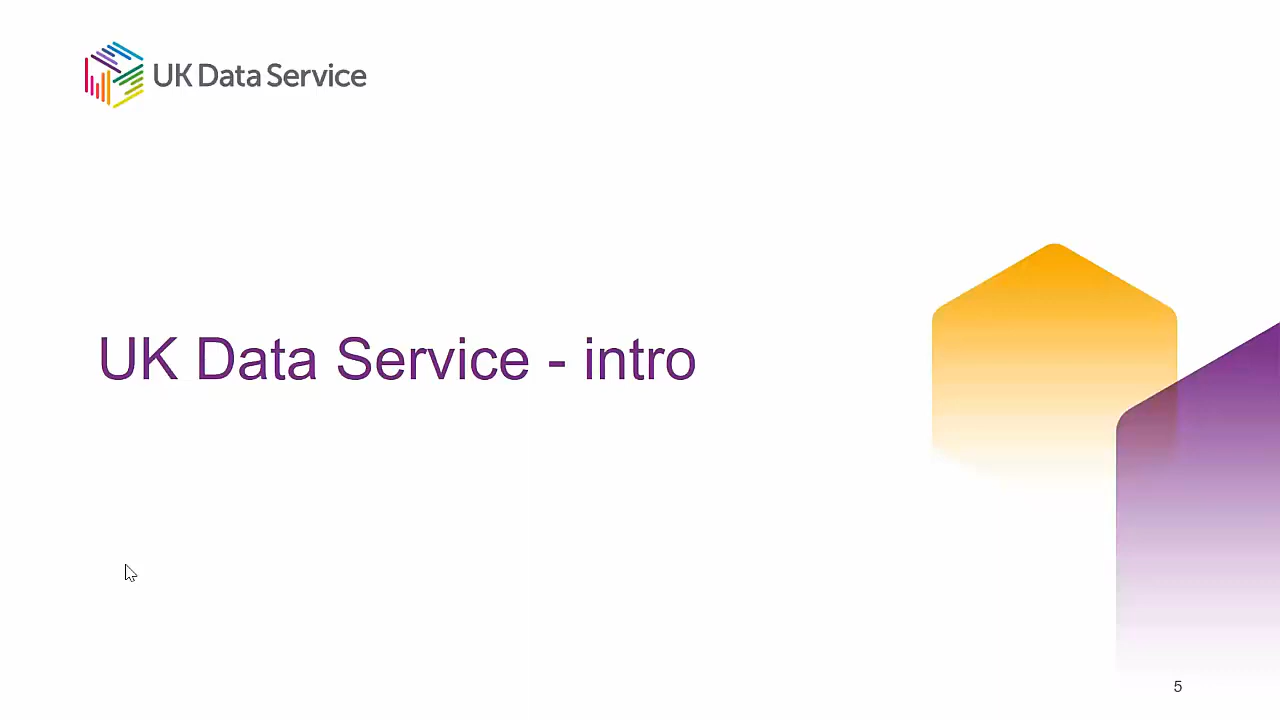 UK Data Service
UK Data Service - intro
5